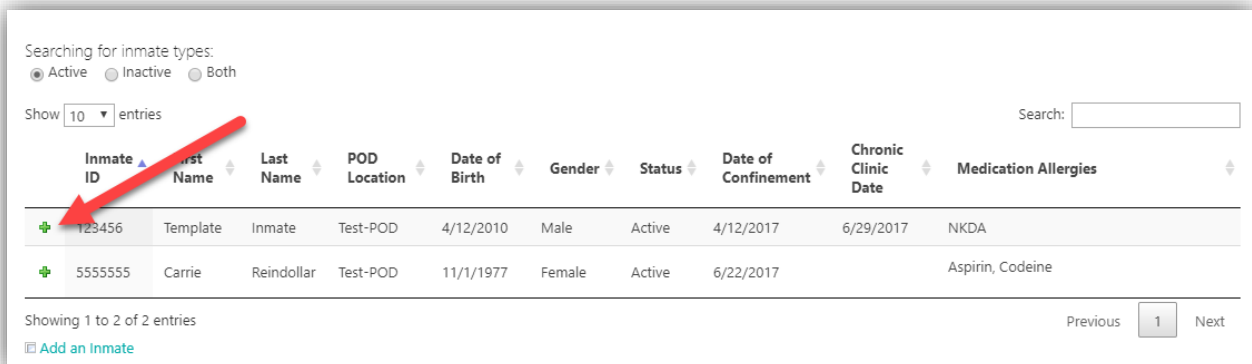 Searching for inmate types:
Active Inactive Both
Show 10 entries Search:
Inmate ID Name Last Name POD Location Date of Birth Gender Status Date of Confinement Chronic Clinic Date Medication Allergies
123456 Template Inmate Test-POD 4/12/2010 Male Active 4/12/2017 6/29/2017 NKDA
5555555 Carrie Reindollar Test-POD 11/1/1977 Female Active 6/22/2017 Aspirin, Codeine
Showing 1 to 2 of 2 entries Previous 1 Next
Add an Inmate